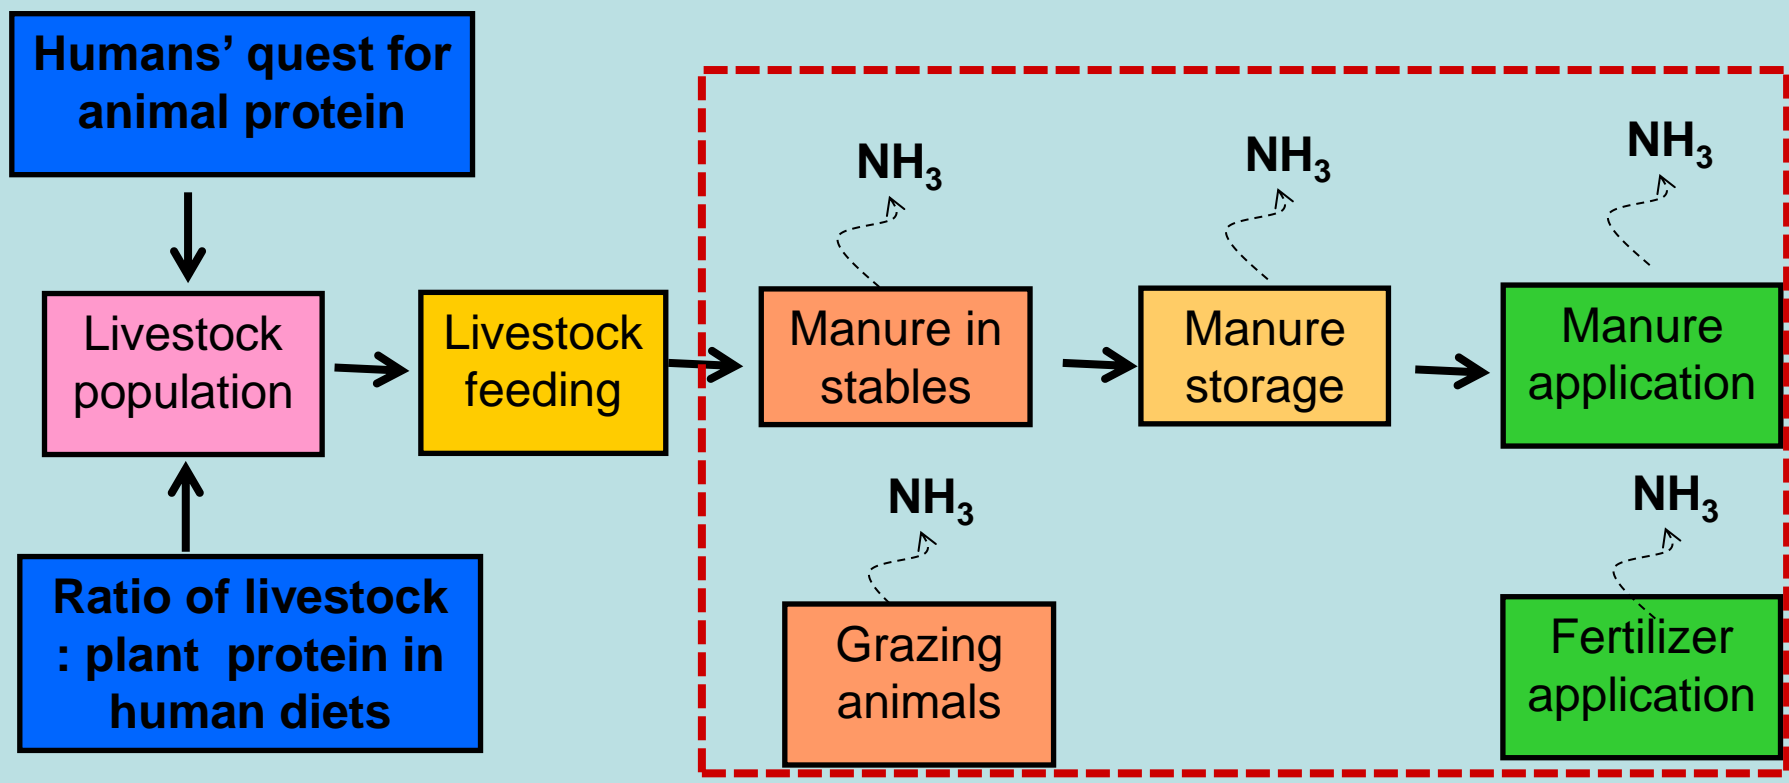 Humans’ quest for
animal protein
NH3
NH3
NH3
Livestock
population
Livestock
feeding
Manure in
stables
Manure
storage
Manure
application
NH3
NH3
Ratio of livestock
: plant protein in
human diets
Grazing
animals
Fertilizer
application